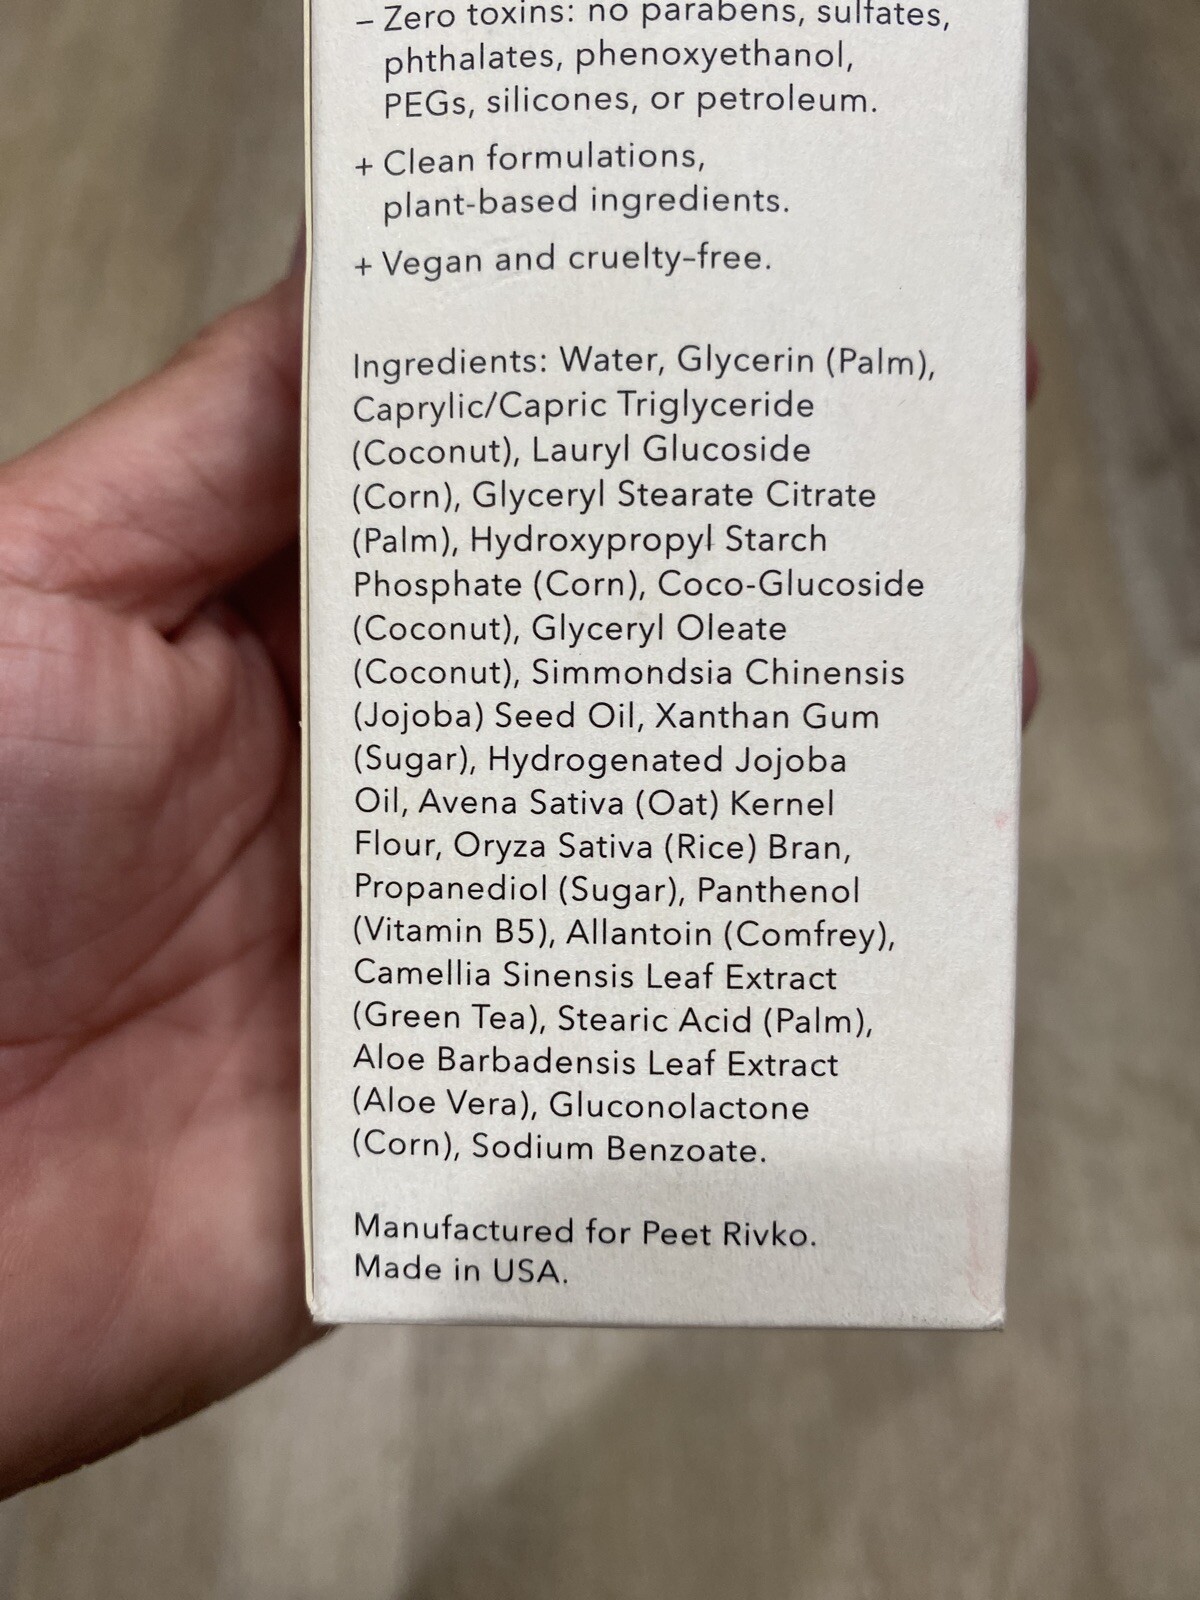 – Zero toxins: no parabens, sulfates,
phthalates, phenoxyethanol,
PEGs, silicones, or petroleum.
+ Clean formulations,
plant-based ingredients.
+ Vegan and cruelty-free.
Ingredients: Water, Glycerin (Palm),
Caprylic/Capric Triglyceride
(Coconut), Lauryl Glucoside
(Corn), Glyceryl Stearate Citrate
(Palm), Hydroxypropyl Starch
Phosphate (Corn), Coco-Glucoside
(Coconut), Glyceryl Oleate
(Coconut), Simmondsia Chinensis
(Jojoba) Seed Oil, Xanthan Gum
(Sugar), Hydrogenated Jojoba
Oil, Avena Sativa (Oat) Kernel
Flour, Oryza Sativa (Rice) Bran,
Propanediol (Sugar), Panthenol
(Vitamin B5), Allantoin (Comfrey),
Camellia Sinensis Leaf Extract
(Green Tea), Stearic Acid (Palm),
Aloe Barbadensis Leaf Extract
(Aloe Vera), Gluconolactone
(Corn), Sodium Benzoate.
Manufactured for Peet Rivko.
Made in USA.